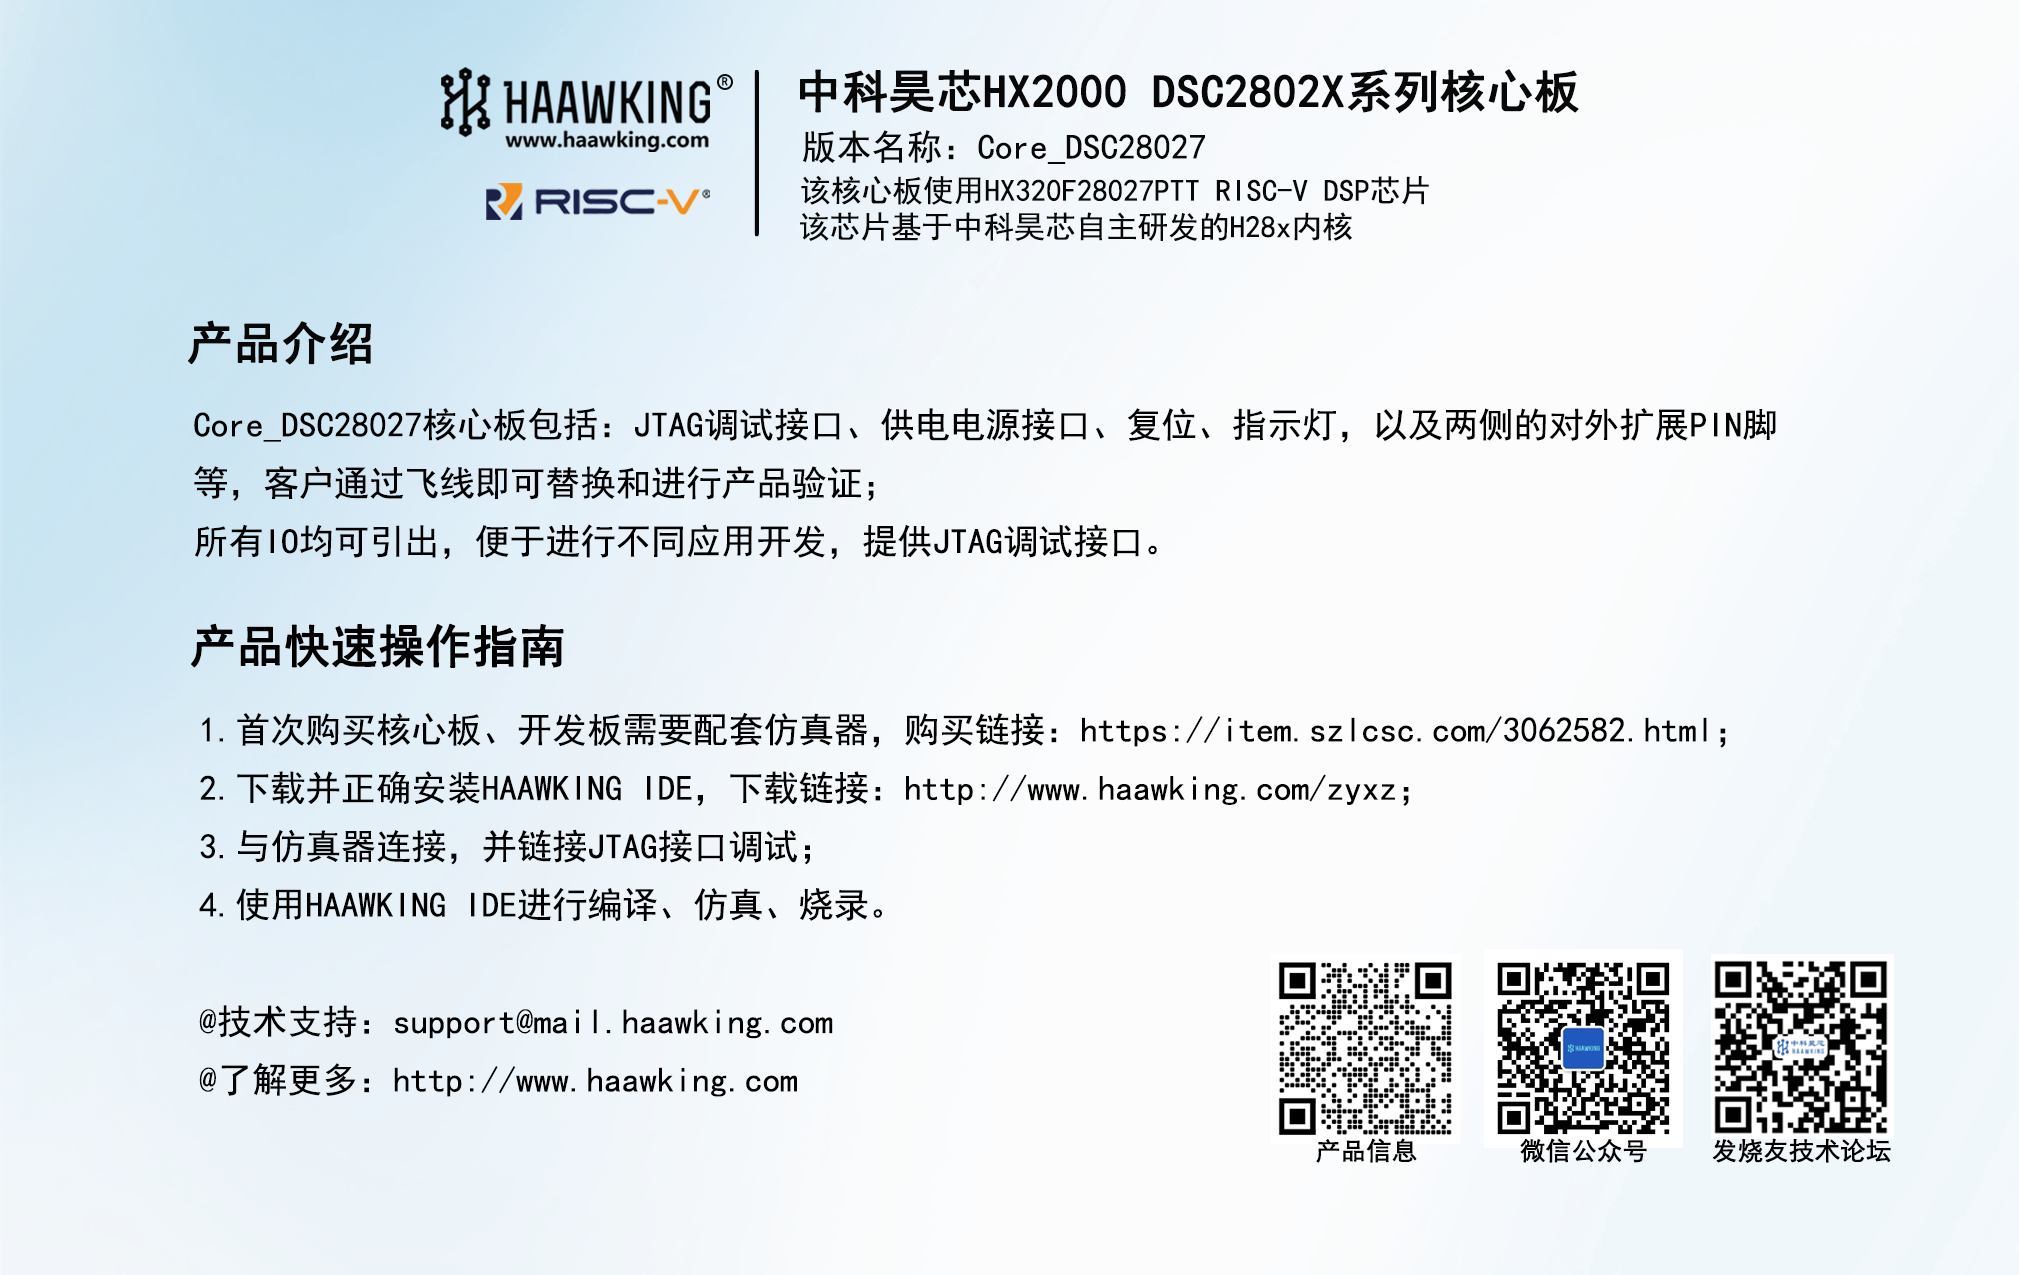 HAAWKING®
www.haawking.com
RISC-V®
中科昊芯HX2000 DSC2802X系列核心板
版本名称：Core_DSC28027
该核心板使用HX320F28027PTT RISC-V DSP芯片
该芯片基于中科昊芯自主研发的H28x内核
产品介绍
Core_DSC28027核心板包括：JTAG调试接口、供电电源接口、复位、指示灯，以及两侧的对外扩展PIN脚
等，客户通过飞线即可替换和进行产品验证；
所有IO均可引出，便于进行不同应用开发，提供JTAG调试接口。
产品快速操作指南
1.首次购买核心板、开发板需要配套仿真器，购买链接：https://item.szlcsc.com/3062582.html；
2.下载并正确安装HAAWKING IDE，下载链接：http://www.haawking.com/zyxz；
3.与仿真器连接，并链接JTAG接口调试；
4.使用HAAWKING IDE进行编译、仿真、烧录。
@技术支持：support@mail.haawking.com
@了解更多：http://www.haawking.com
HAAWKING
中科昊芯
HAAWKING
产品信息
微信公众号
发烧友技术论坛